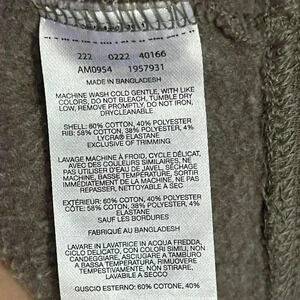 222 0222 40166
AM0954 1957931
MADE IN BANGLADESH
MACHINE WASH COLD GENTLE, WITH LIKE
COLORS, DO NOT BLEACH, TUMBLE DRY
LOW, REMOVE PROMPTLY, DO NOT IRON,
DRYCLEANABLE
SHELL: 60% COTTON, 40% POLYESTER
RIB: 58% COTTON, 38% POLYESTER, 4%
LYCRA® ELASTANE
EXCLUSIVE OF TRIMMING
LAVAGE MACHINE À FROID, CYCLE DÉLICAT,
AVEC DES COULEURS SIMILAIRES, NE
PAS UTILISER D'EAU DE JAVEL, SÉCHAGE
MACHINE À BASSE TEMPÉRATURE, SORTIR
IMMÉDIATEMENT DE LA MACHINE, NE PAS
REPASSER, NETTOYABLE A SEC
EXTÉRIEUR: 60% COTON, 40% POLYESTER
CÔTE: 58% COTON, 38% POLYESTER, 4%
ELASTANE
SAUF LES BORDURES
FABRIQUÉ AU BANGLADESH
LAVARE IN LAVATRICE IN ACQUA FREDDA,
CICLO DELICATO, CON COLORI SIMILI, NON
CANDEGGIARE, ASCIUGARE A TAMBURO
A BASSA TEMPERATURA, RIMUOVERE
TEMPESTIVAMENTE, NON STIRARE,
LAVABILE A SECCO
GUSCIO ESTERNO: 60% COTONE, 40%